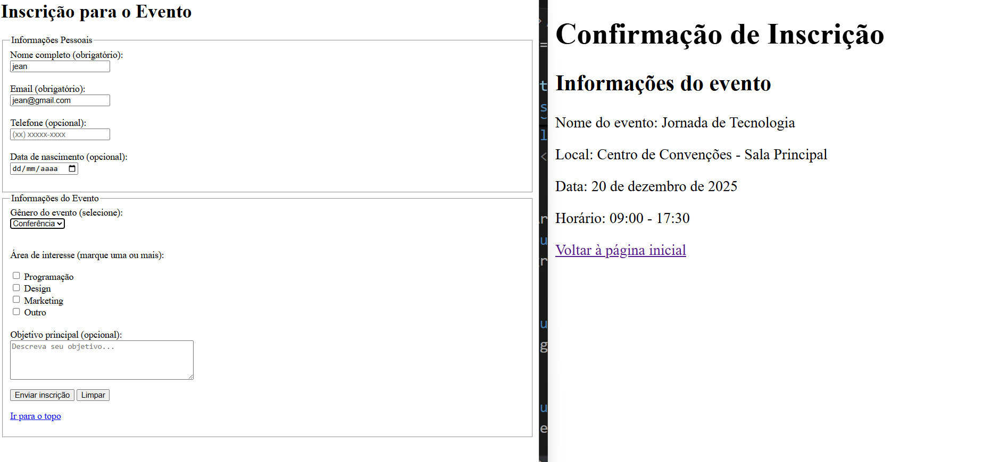 Inscrição para o Evento
Informações Pessoais
Nome completo (obrigatório):
jean
Email (obrigatório):
jean@gmail.com
Telefone (opcional):
(xx) xxxxx-xxxx
Data de nascimento (opcional):
dd/mm/aaaa
Informações do Evento
Gênero do evento (selecione):
Conferência
Área de interesse (marque uma ou mais):
Programação
Design
Marketing
Outro
Objetivo principal (opcional):
Descreva seu objetivo...
Enviar inscrição Limpar
Ir para o topo
Confirmação de Inscrição
Informações do evento
Nome do evento: Jornada de Tecnologia
Local: Centro de Convenções - Sala Principal
Data: 20 de dezembro de 2025
Horário: 09:00 - 17:30
Voltar à página inicial